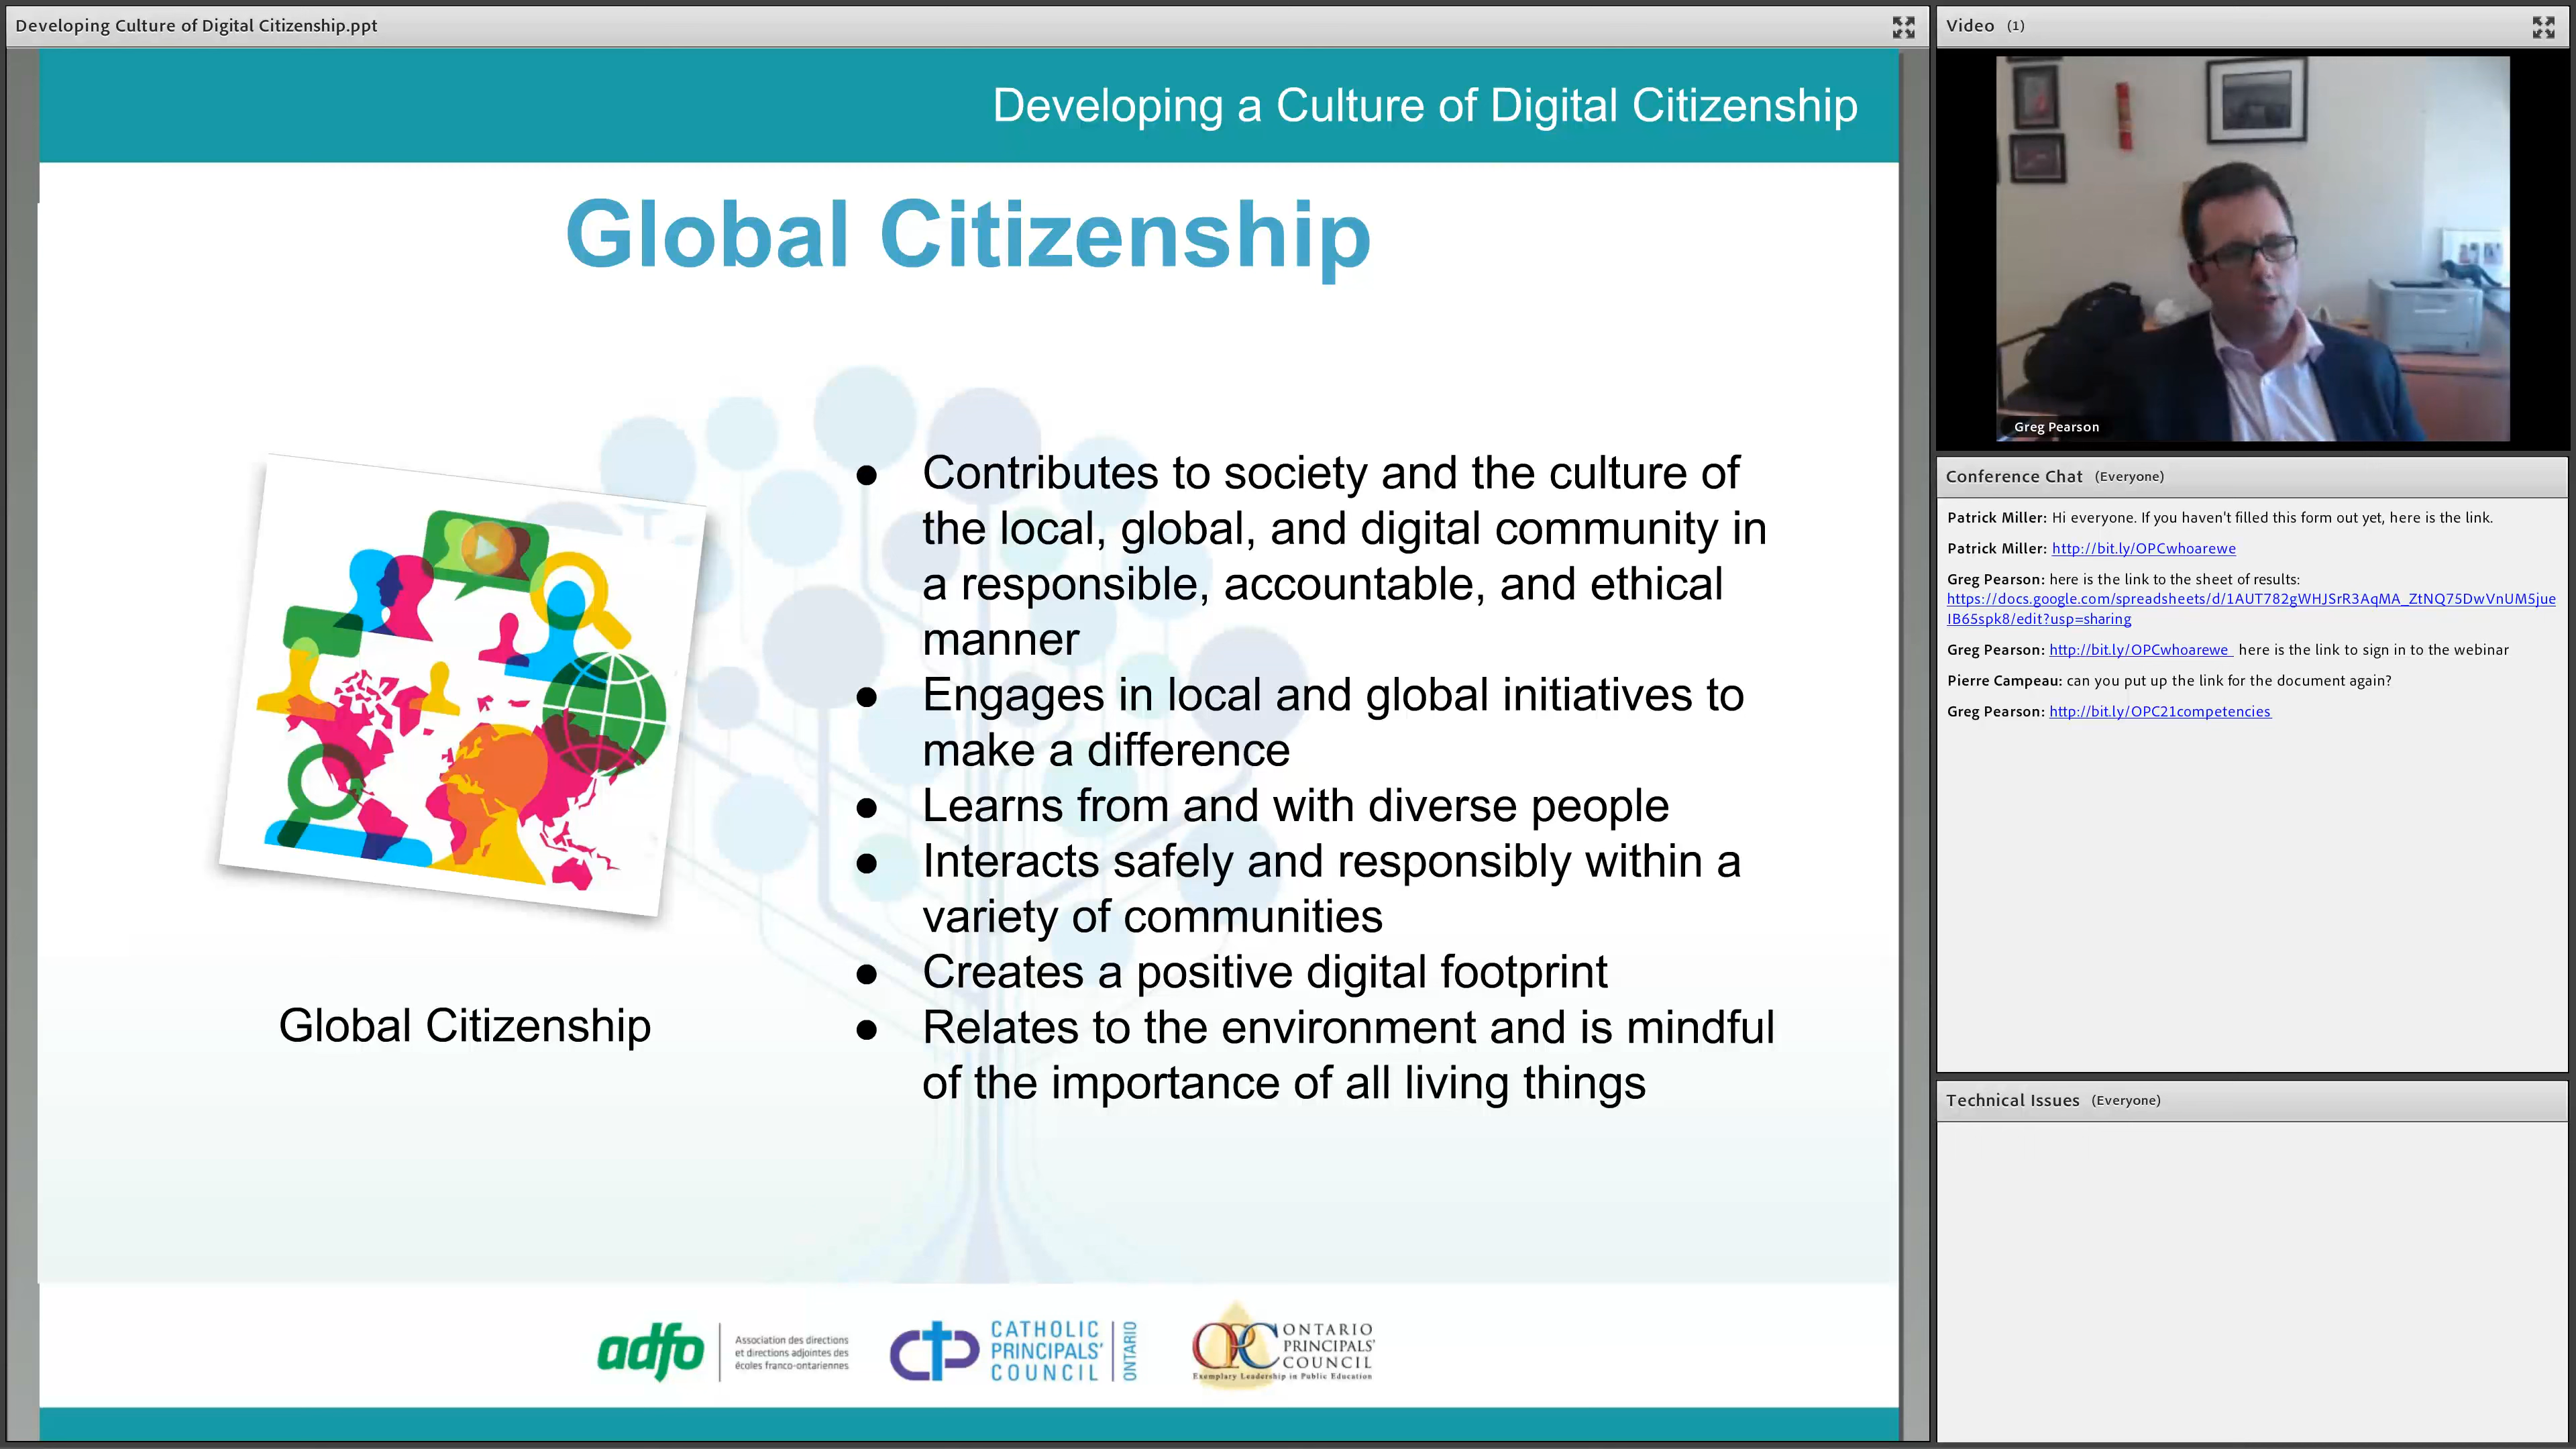 Developing Culture of Digital Citizenship.ppt
Developing a Culture of Digital Citizenship
Global Citizenship
● Contributes to society and the culture of
the local, global, and digital community in
a responsible, accountable, and ethical
manner
● Engages in local and global initiatives to
make a difference
● Learns from and with diverse people
● Interacts safely and responsibly within a
variety of communities
● Creates a positive digital footprint
● Relates to the environment and is mindful
of the importance of all living things
Global Citizenship
adfo
Association des directions
et directions adjointes des
écoles franco-ontariennes
CATHOLIC
PRINCIPALS'
COUNCIL
ONTARIO
OPC
ONTARIO
PRINCIPALS'
COUNCIL
Exemplary Leadership in Public Education
Video (1)
Greg Pearson
Conference Chat (Everyone)
Patrick Miller: Hi everyone. If you haven't filled this form out yet, here is the link.
Patrick Miller: http://bit.ly/OPCwhoarewe
Greg Pearson: here is the link to the sheet of results:
https://docs.google.com/spreadsheets/d/1AUT782gWHJSrR3AqMA_ZtNQ75DwVnUM5jue
IB65spk8/edit?usp=sharing
Greg Pearson: http://bit.ly/OPCwhoarewe here is the link to sign in to the webinar
Pierre Campeau: can you put up the link for the document again?
Greg Pearson: http://bit.ly/OPC21competencies
Technical Issues (Everyone)